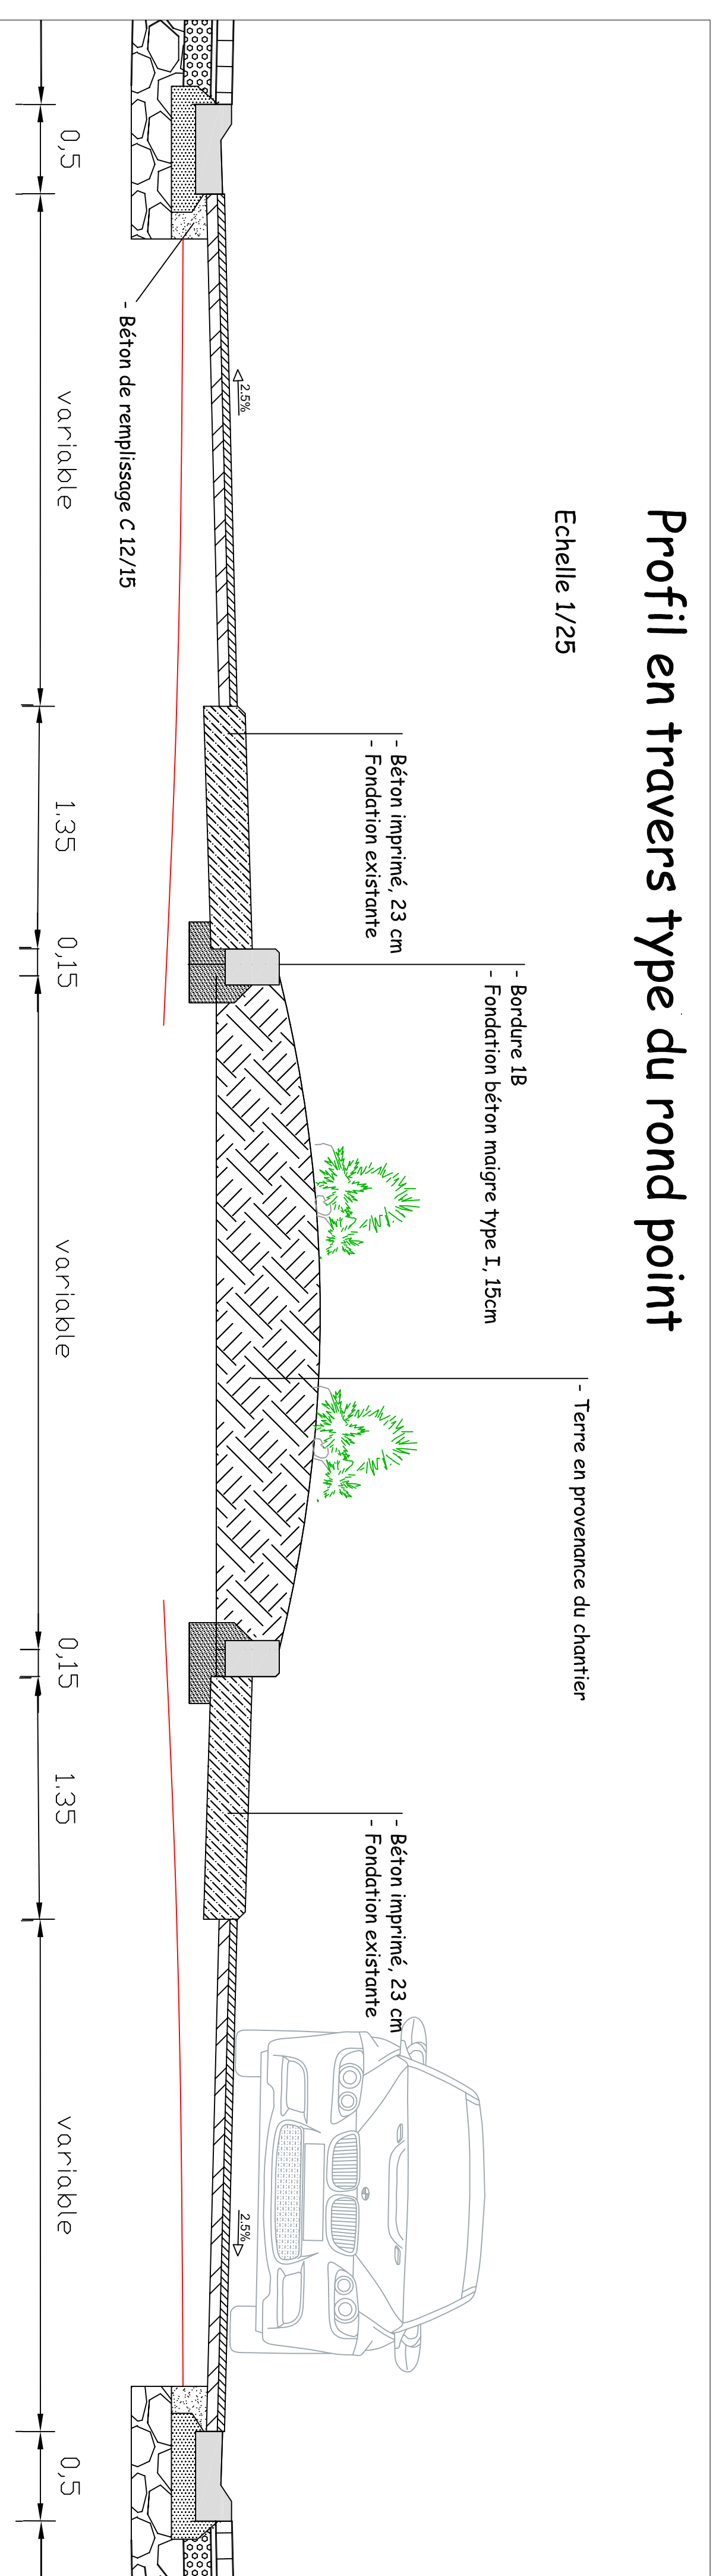 Profil en travers type du rond point
Echelle 1/25
- Terre en provenance du chantier
- Bordure 1B
- Fondation béton maigre type I, 15cm
- Béton imprimé, 23 cm
- Fondation existante
- Béton imprimé, 23 cm
- Fondation existante
2.5%
2.5%
- Béton de remplissage C 12/15
0,5
variable
1.35
0,15
variable
0,15
1.35
variable
0,5